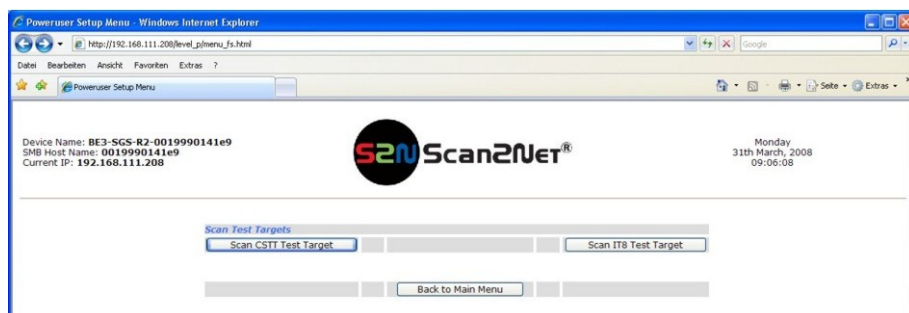 Poweruser Setup Menu - Windows Internet Explorer
http://192.168.111.208/level_p/menu_fs.html
Google
Datei Bearbeiten Ansicht Favoriten Extras ?
Poweruser Setup Menu
Seite Extras
Device Name: BE3-SGS-R2-0019990141e9
SMB Host Name: 0019990141e9
Current IP: 192.168.111.208
S2N Scan2Net®
Monday
31th March, 2008
09:06:08
Scan Test Targets
Scan CSTT Test Target
Scan IT8 Test Target
Back to Main Menu